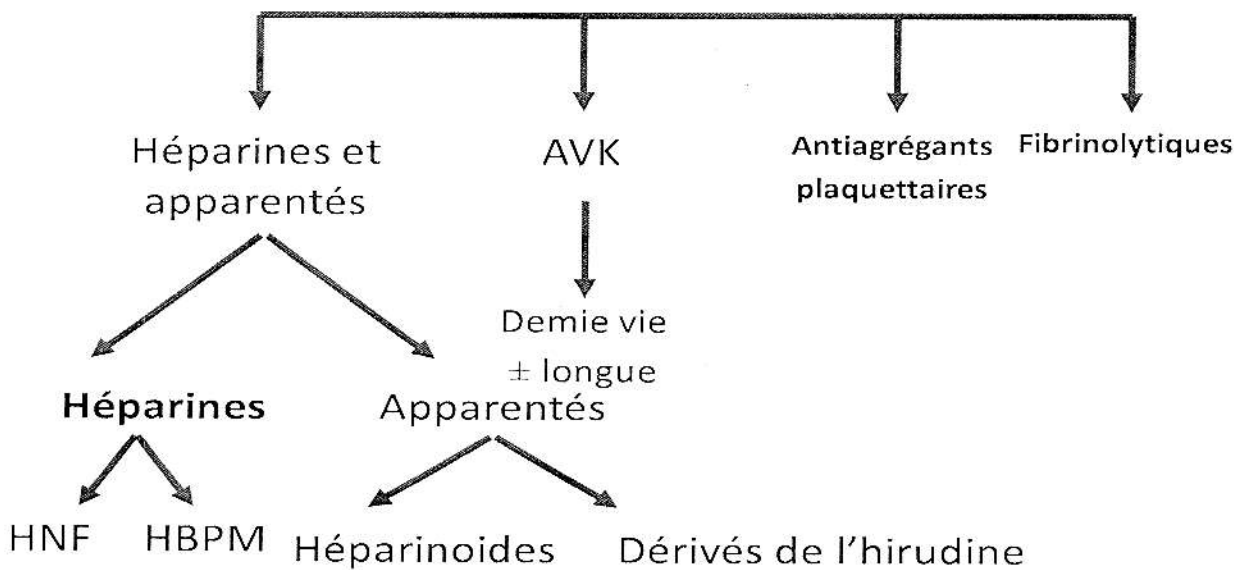 Héparines et
apparentés
AVK
Antiagrégants
plaquettaires
Fibrinolytiques
Demie vie
± longue
Héparines
Apparentés
HNF
HBPM
Héparinoides
Dérivés de l'hirudine